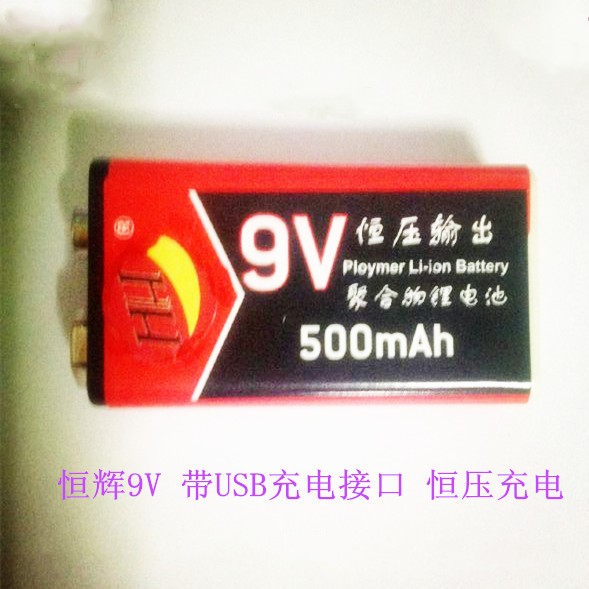 9V 恒压输出
Ploymer Li-ion Battery
聚合物锂电池
500mAh
HH
®
恒辉9V 带USB充电接口 恒压充电